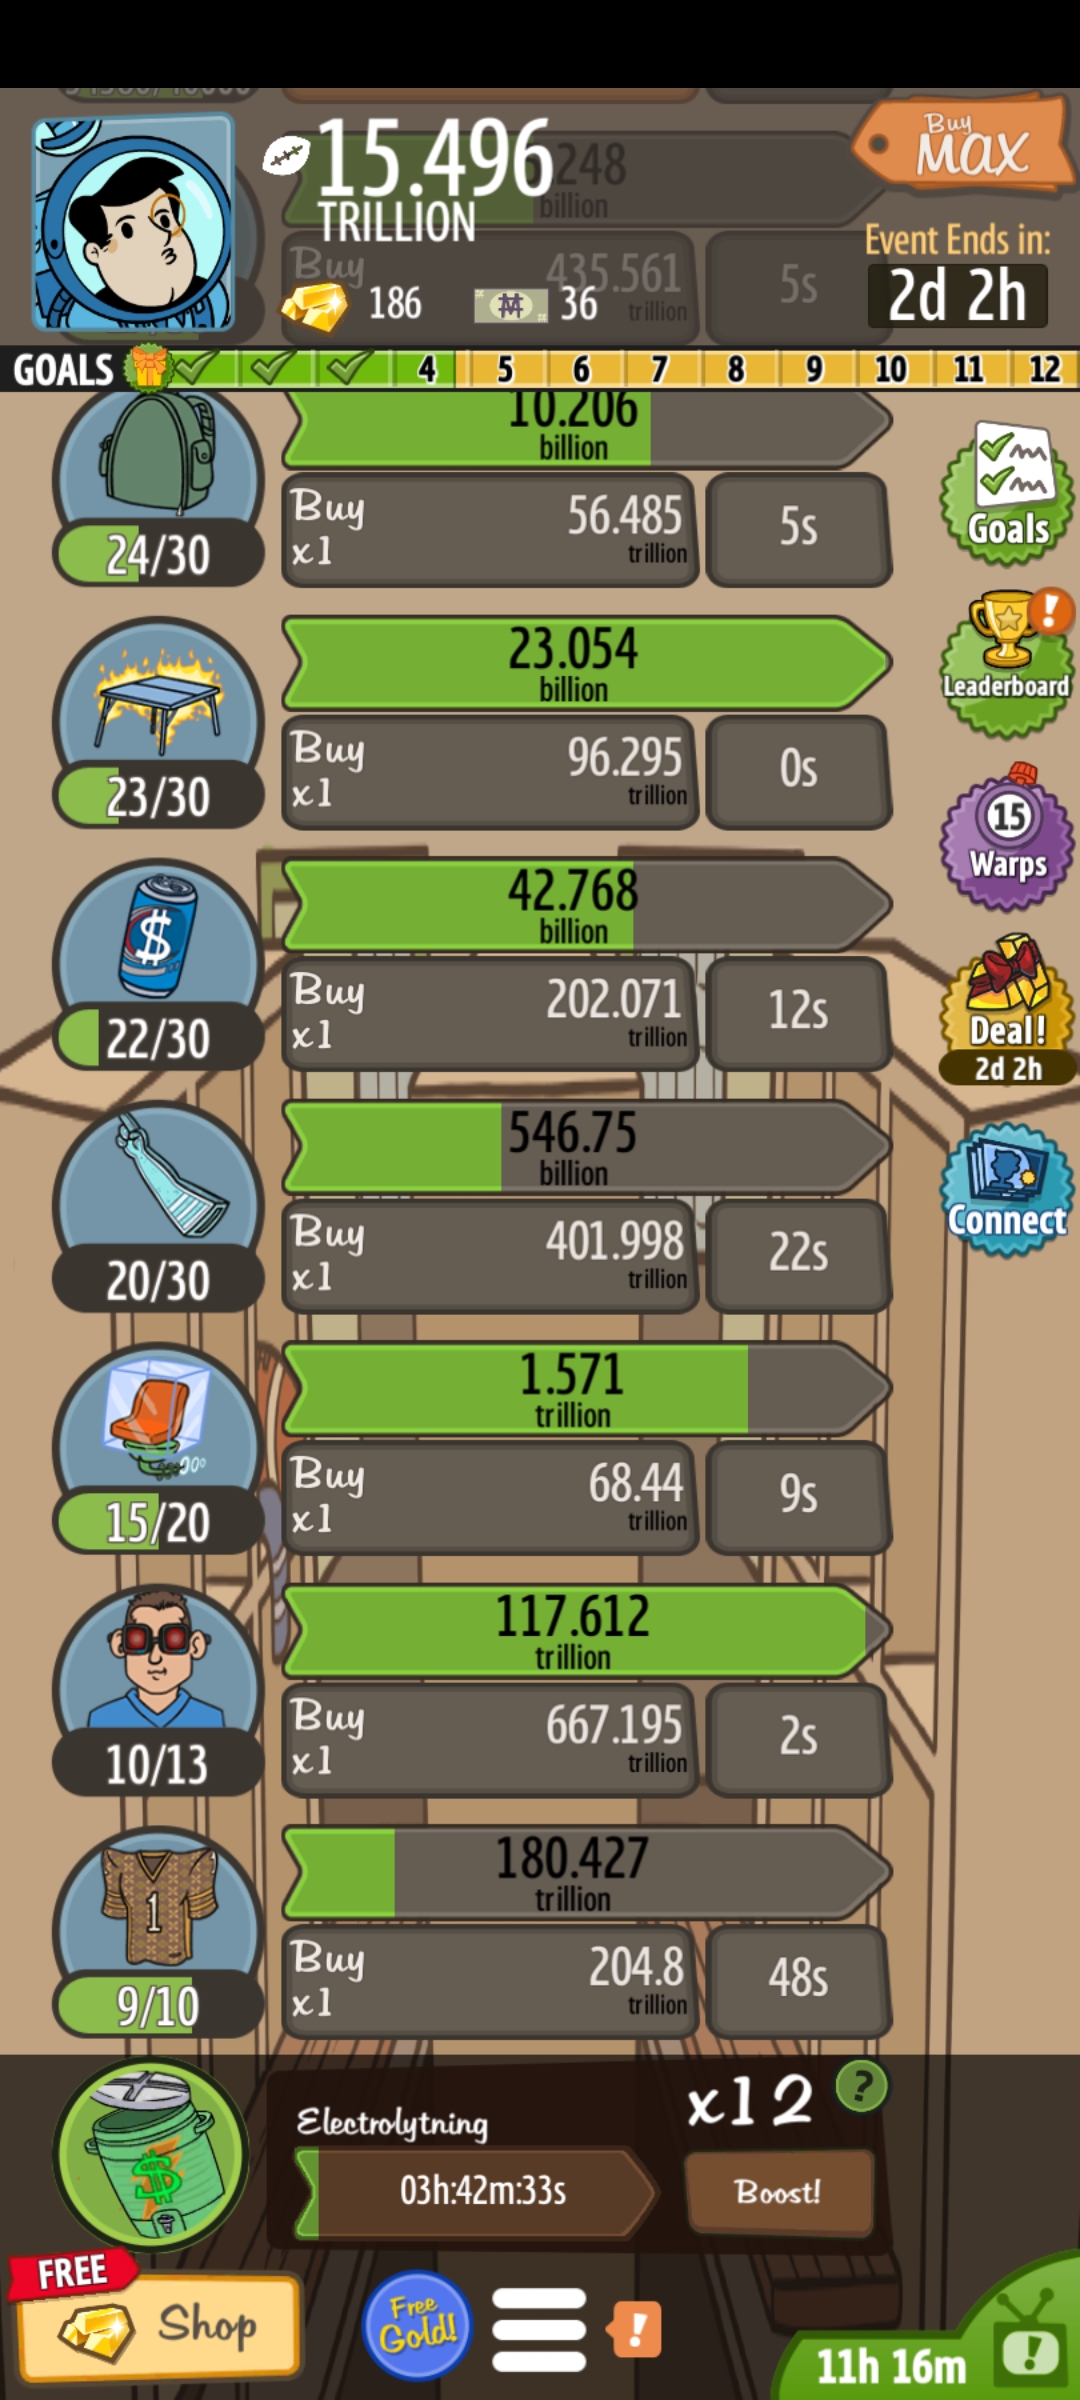 15.496
TRILLION
.248
billion
Buy
435.561
trillion
5s
186
36
Buy
MAX
Event Ends in:
2d 2h
GOALS 4 5 6 7 8 9 10 11 12
10.206
billion
24/30
Buy
x1
56.485
trillion
5s
Goals
23.054
billion
23/30
Buy
x1
96.295
trillion
0s
Leaderboard
42.768
billion
22/30
Buy
x1
202.071
trillion
12s
15
Warps
Deal!
2d 2h
546.75
billion
20/30
Buy
x1
401.998
trillion
22s
Connect
1.571
trillion
15/20
Buy
x1
68.44
trillion
9s
117.612
trillion
10/13
Buy
x1
667.195
trillion
2s
180.427
trillion
1
9/10
Buy
x1
204.8
trillion
48s
Electrolytning
x12
?
03h:42m:33s
Boost!
FREE
Shop
Free
Gold!
!
11h 16m